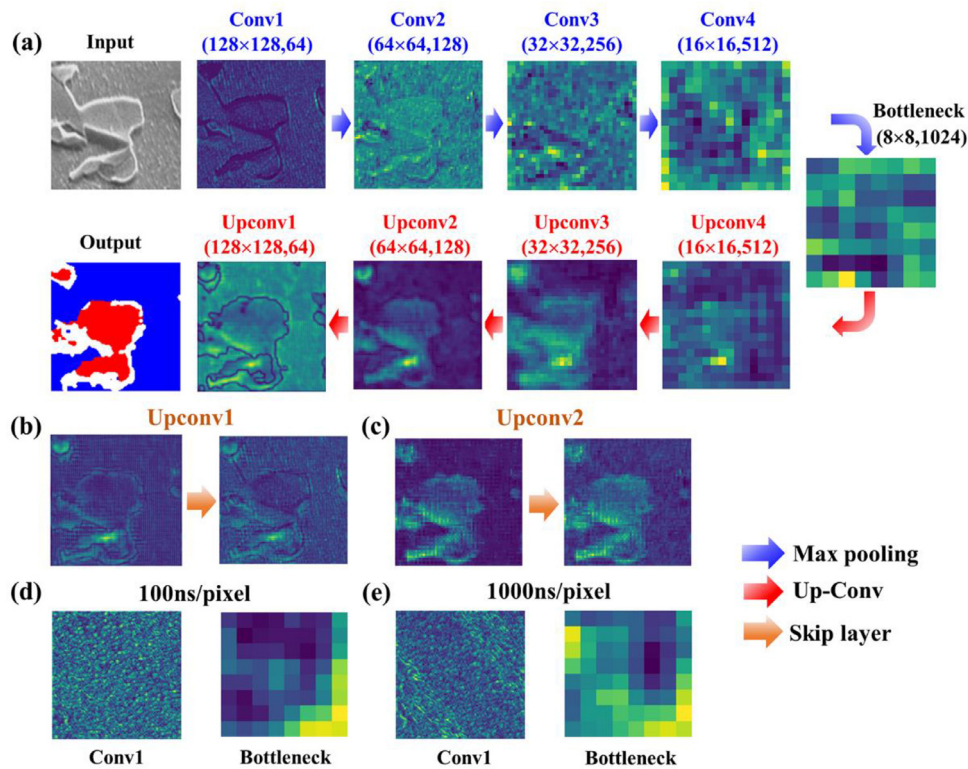 (a)
Input
Conv1
(128×128,64)
Conv2
(64×64,128)
Conv3
(32×32,256)
Conv4
(16×16,512)
Bottleneck
(8×8,1024)
Output
Upconv1
(128×128,64)
Upconv2
(64×64,128)
Upconv3
(32×32,256)
Upconv4
(16×16,512)
(b)
Upconv1
(c)
Upconv2
Max pooling
Up-Conv
Skip layer
(d)
100ns/pixel
Conv1
Bottleneck
(e)
1000ns/pixel
Conv1
Bottleneck